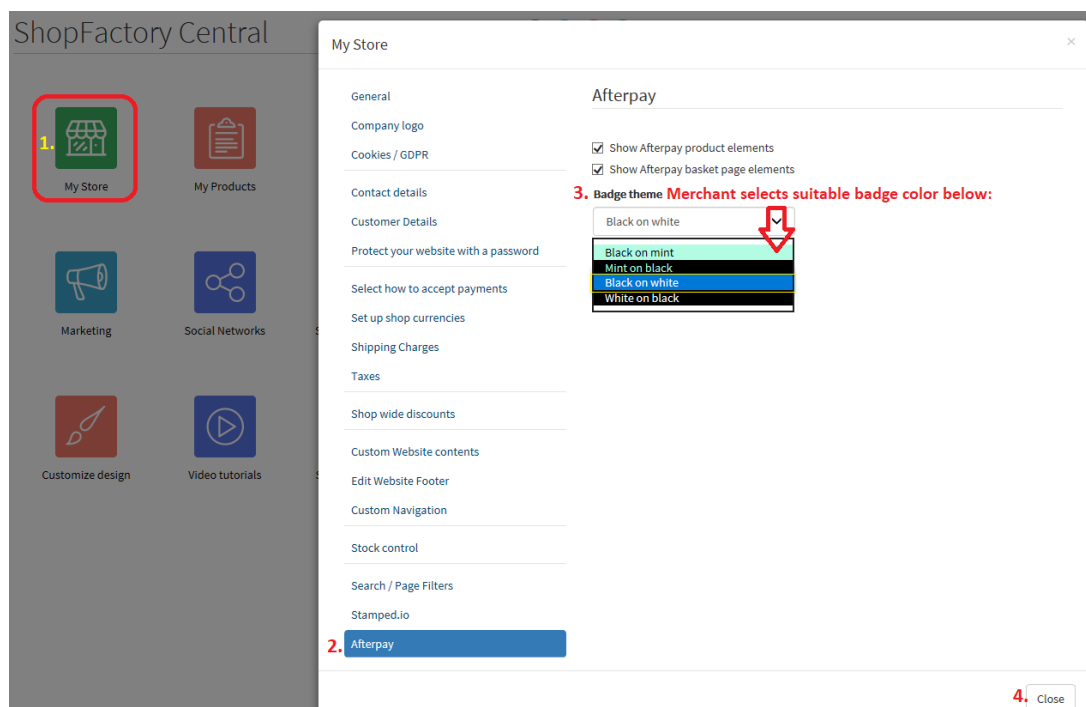 ShopFactory Central
1.
My Store
My Products
Marketing
Social Networks
S
Customize design
Video tutorials
S
My Store
×
General
Company logo
Cookies / GDPR
Contact details
Customer Details
Protect your website with a password
Select how to accept payments
Set up shop currencies
Shipping Charges
Taxes
Shop wide discounts
Custom Website contents
Edit Website Footer
Custom Navigation
Stock control
Search / Page Filters
Stamped.io
2. Afterpay
Afterpay
Show Afterpay product elements
Show Afterpay basket page elements
3. Badge theme Merchant selects suitable badge color below:
Black on white
Black on mint
Mint on black
Black on white
White on black
4. Close